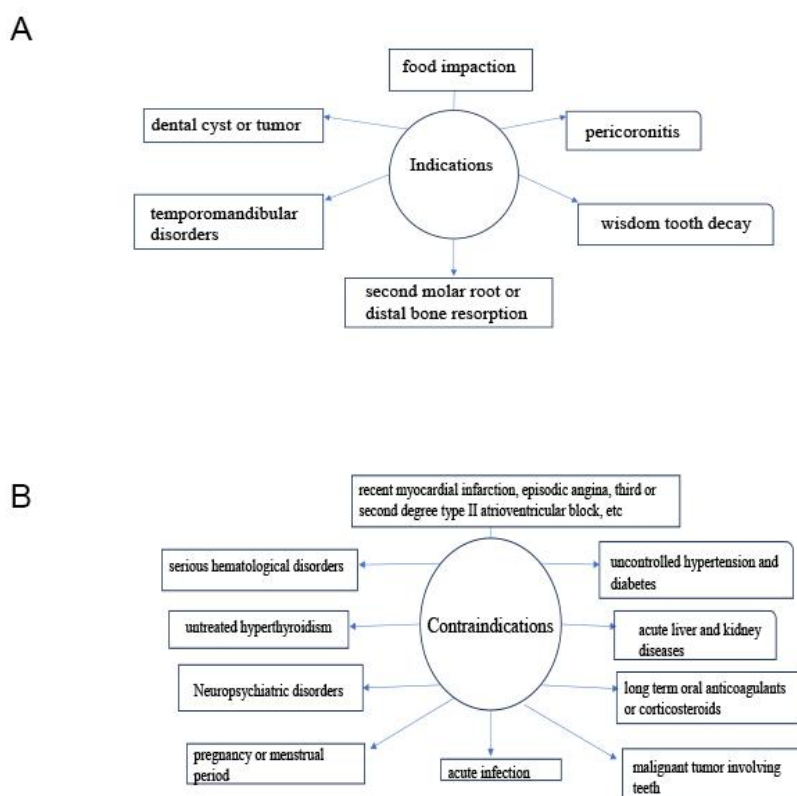 A
food impaction
dental cyst or tumor
pericoronitis
Indications
temporomandibular
disorders
wisdom tooth decay
second molar root or
distal bone resorption
B
recent myocardial infarction, episodic angina, third or
second degree type II atrioventricular block, etc
serious hematological disorders
uncontrolled hypertension and
diabetes
untreated hyperthyroidism
Contraindications
acute liver and kidney
diseases
Neuropsychiatric disorders
long term oral anticoagulants
or corticosteroids
pregnancy or menstrual
period
acute infection
malignant tumor involving
teeth